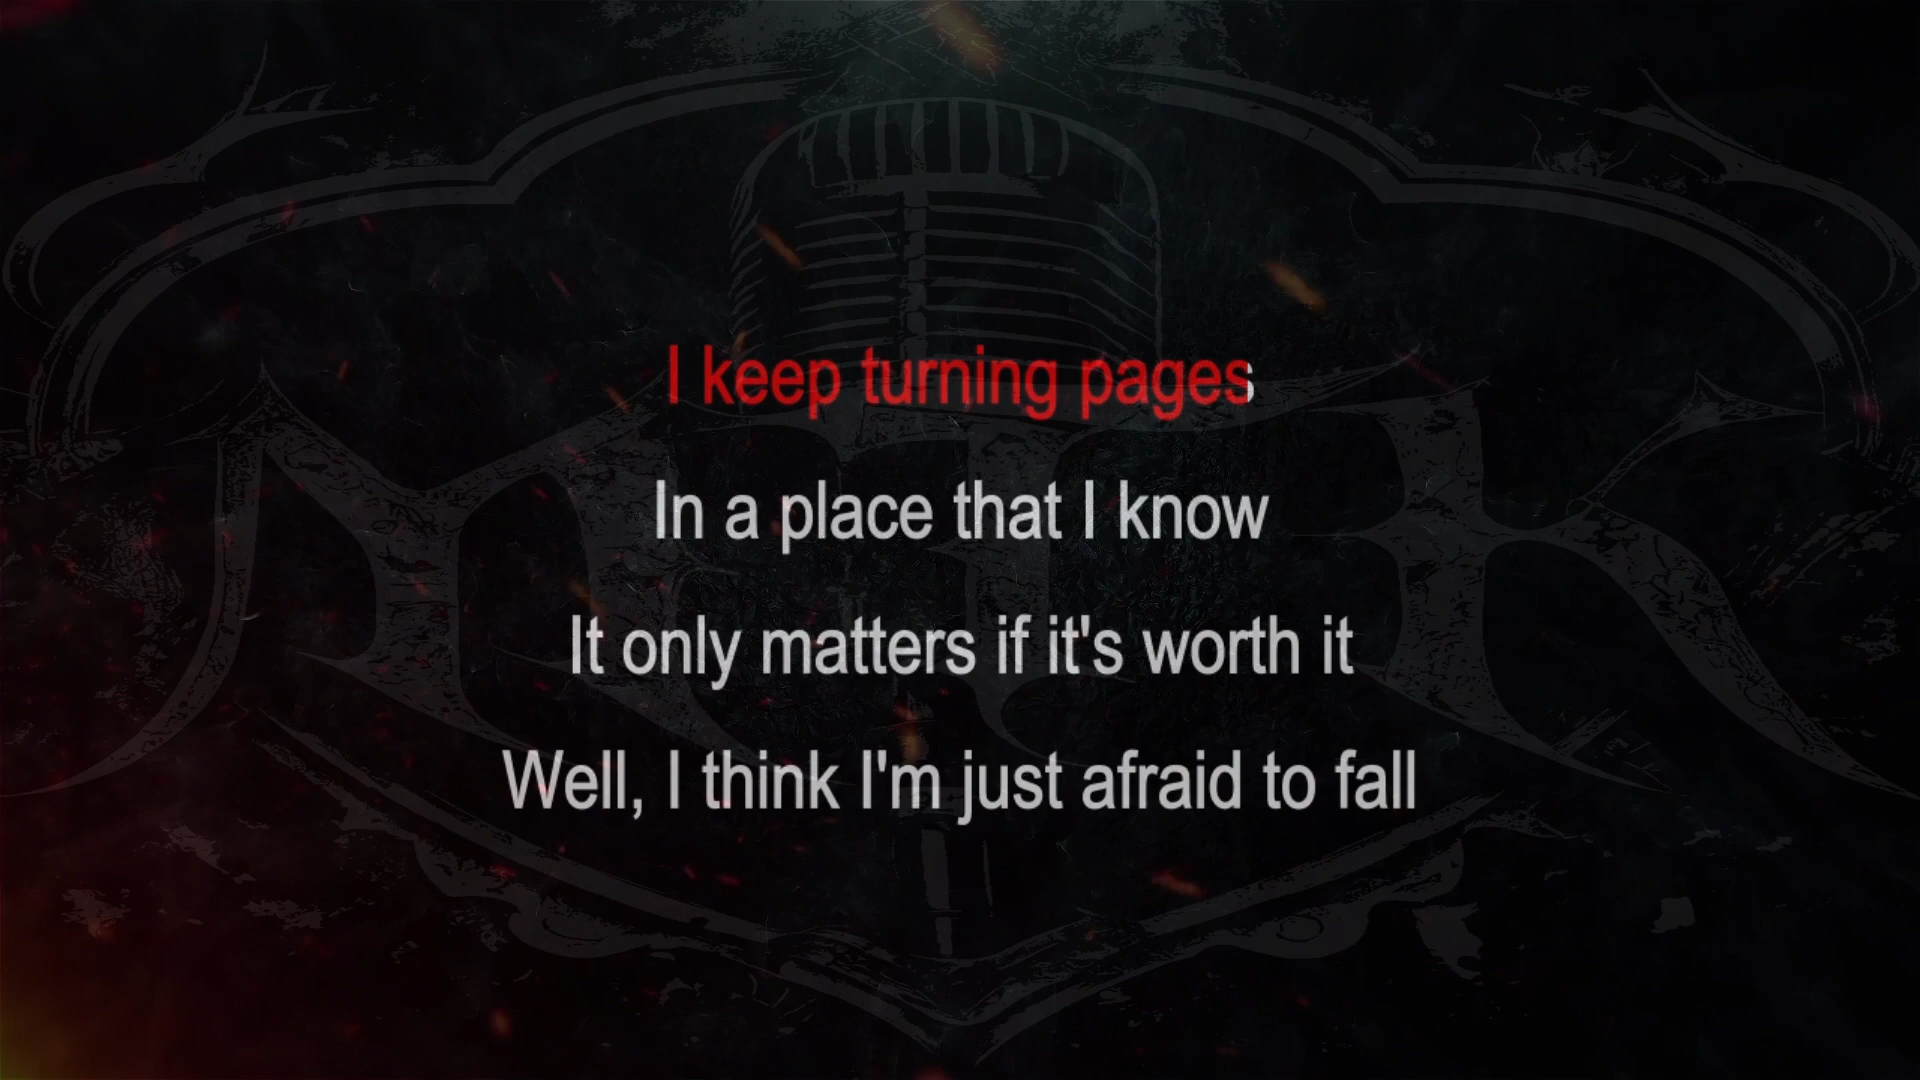 I keep turning pages
In a place that I know
It only matters if it's worth it
Well, I think I'm just afraid to fall
MTK